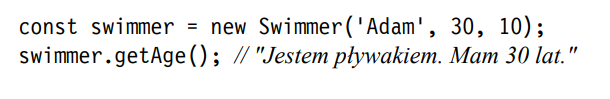 const swimmer = new Swimmer('Adam', 30, 10);
swimmer.getAge(); // "Jestem pływakiem. Mam 30 lat."